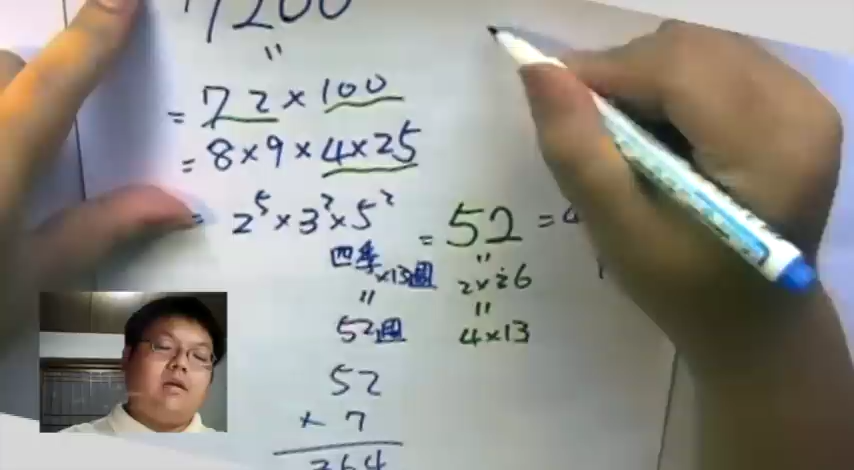 7200
"
= 72 × 100
= 8 × 9 × 4 × 25
= 2⁵ × 3² × 5²
= 52 =
四季 × 13週
"
52週
"
2 × 26
"
4 × 13
52
× 7
364